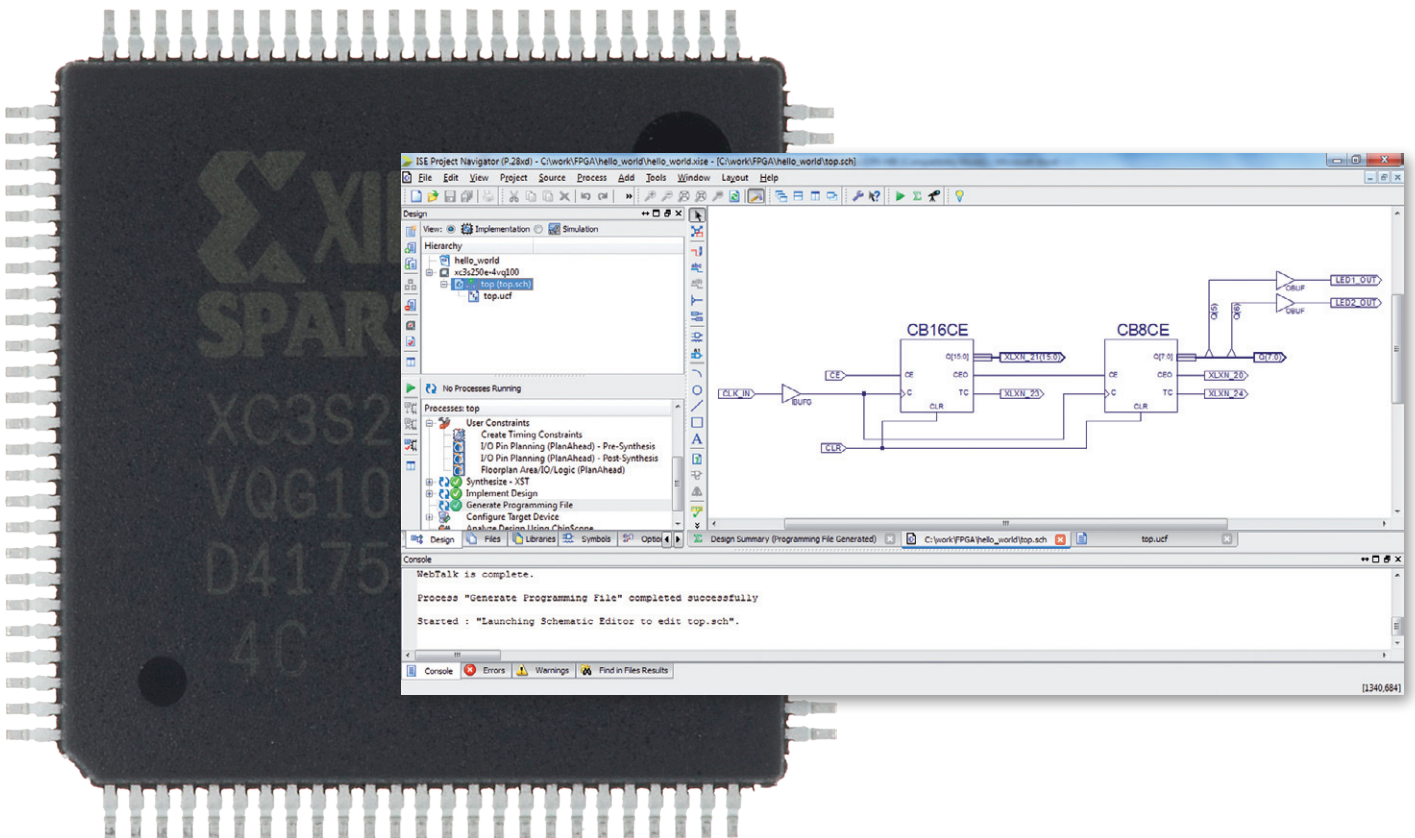 XILI
SPAR
XC3S2
VQG10
D4175
4C
ISE Project Navigator (P.28xd) - C:\work\FPGA\hello_world\hello_world.xise - [C:\work\FPGA\hello_world\top.sch]
File Edit View Project Source Process Add Tools Window Layout Help
Design
View: Implementation Simulation
Hierarchy
hello_world
xc3s250e-4vq100
top (top.sch)
top.ucf
No Processes Running
Processes: top
User Constraints
Create Timing Constraints
I/O Pin Planning (PlanAhead) - Pre-Synthesis
I/O Pin Planning (PlanAhead) - Post-Synthesis
Floorplan Area/IO/Logic (PlanAhead)
Synthesize - XST
Implement Design
Generate Programming File
Configure Target Device
Analyze Design Using ChipScope
Design Files Libraries Symbols Optio
LED1_OUT
OBUF
LED2_OUT
OBUF
Q(5) Q(6)
CB16CE CB8CE
Q[15:0] XLXN_21(15:0) Q[7:0] Q(7:0)
CE CE CEO CE CEO XLXN_20
CLK_IN IBUFG C TC XLXN_23 C TC XLXN_24
CLR CLR
CLR
Design Summary (Programming File Generated) C:\work\FPGA\hello_world\top.sch top.ucf
Console
WebTalk is complete.
Process "Generate Programming File" completed successfully
Started : "Launching Schematic Editor to edit top.sch".
Console Errors Warnings Find in Files Results
[1340,684]